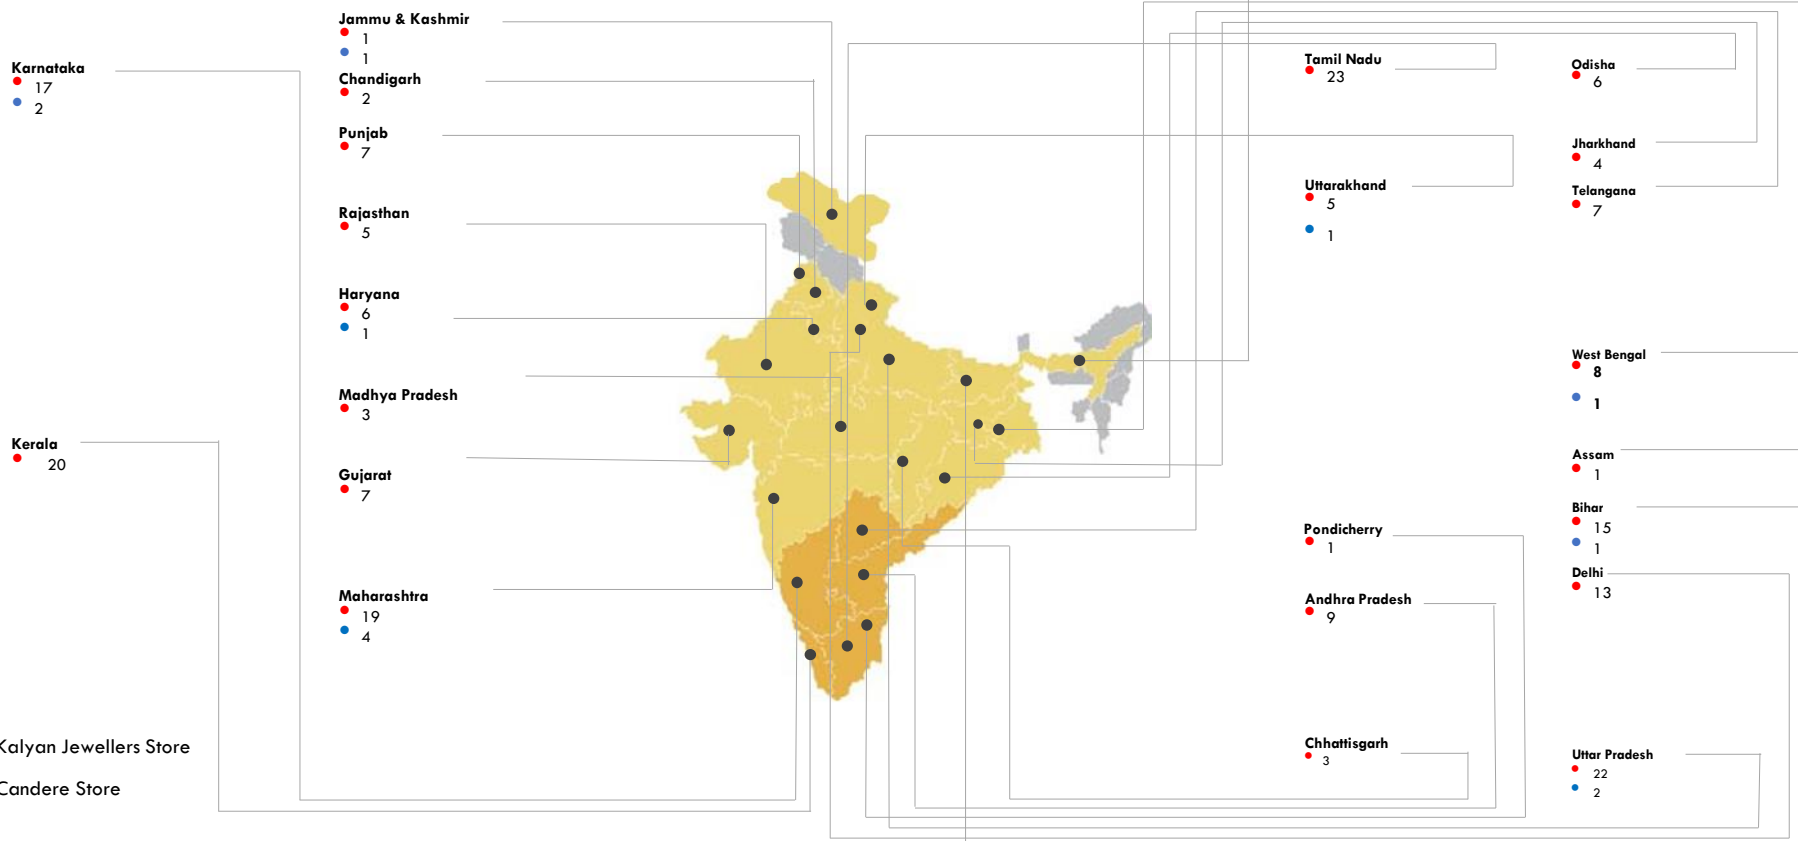 Karnataka
17
2
Kerala
20
Jammu & Kashmir
1
1
Chandigarh
2
Punjab
7
Rajasthan
5
Haryana
6
1
Madhya Pradesh
3
Gujarat
7
Maharashtra
19
4
Tamil Nadu
23
Uttarakhand
5
1
Pondicherry
1
Andhra Pradesh
9
Chhattisgarh
3
Odisha
6
Jharkhand
4
Telangana
7
West Bengal
8
1
Assam
1
Bihar
15
1
Delhi
13
Uttar Pradesh
22
2
Kalyan Jewellers Store
Candere Store